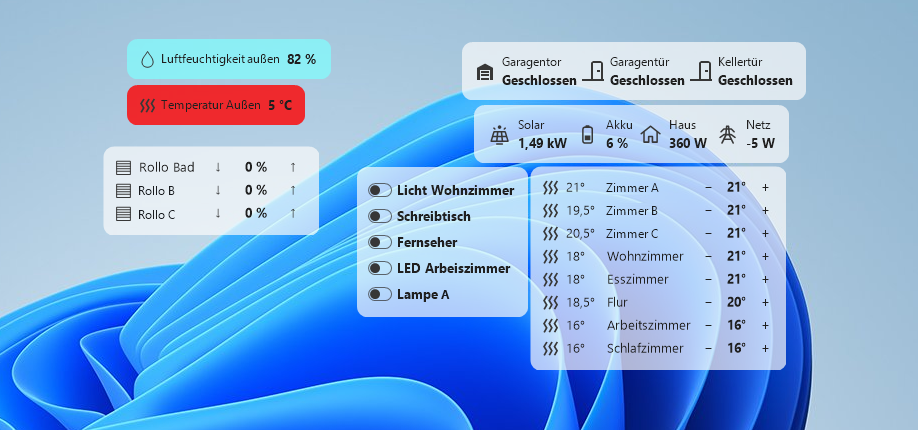 Luftfeuchtigkeit außen 82 %
Temperatur Außen 5 °C
Rollo Bad ↓ 0 % ↑
Rollo B ↓ 0 % ↑
Rollo C ↓ 0 % ↑
Garagentor Garagentür Kellertür
Geschlossen Geschlossen Geschlossen
Solar Akku Haus Netz
1,49 kW 6 % 360 W -5 W
Licht Wohnzimmer
Schreibtisch
Fernseher
LED Arbeiszimmer
Lampe A
21° Zimmer A − 21° +
19,5° Zimmer B − 21° +
20,5° Zimmer C − 21° +
18° Wohnzimmer − 21° +
18° Esszimmer − 21° +
18,5° Flur − 20° +
16° Arbeitszimmer − 16° +
16° Schlafzimmer − 16° +